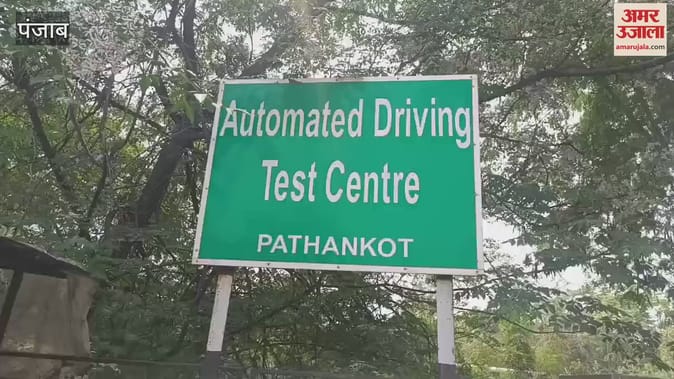 पंजाब
अमर
उजाला
amarujala.com
Automated Driving
Test Centre
PATHANKOT